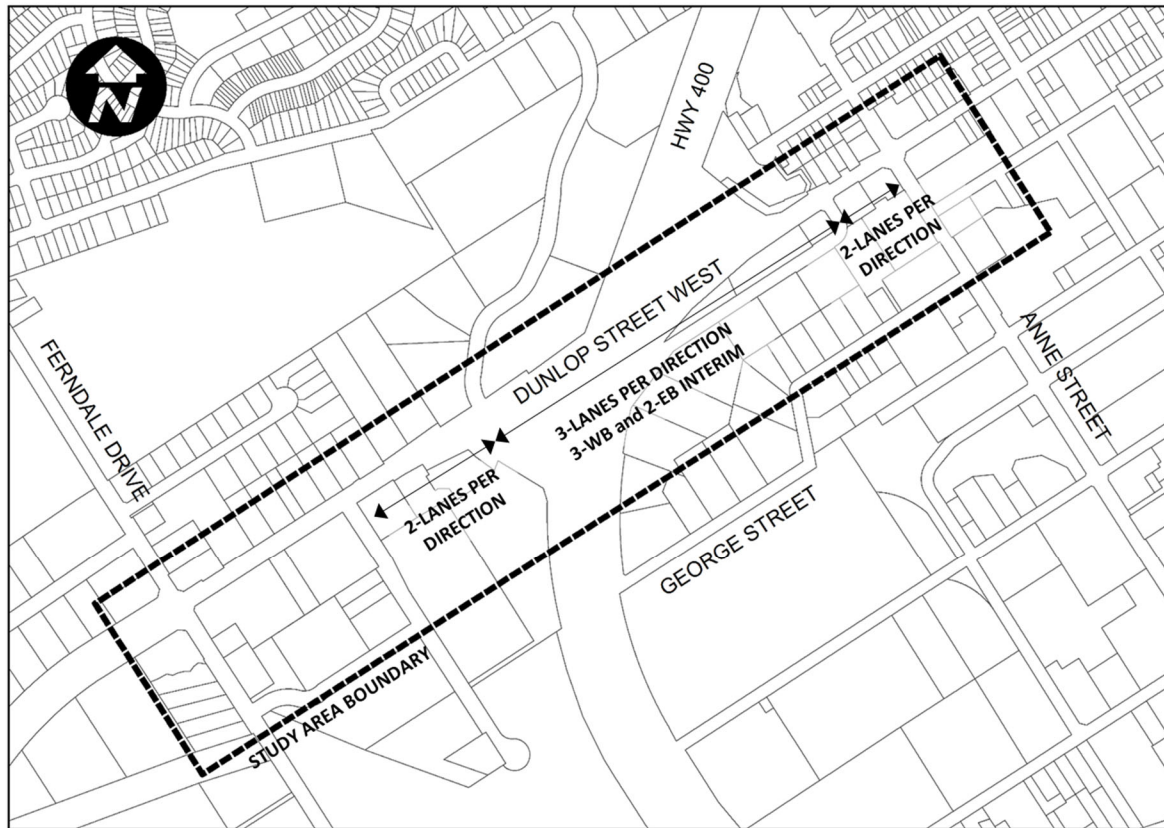 N
HWY 400
2-LANES PER
DIRECTION
DUNLOP STREET WEST
3-LANES PER DIRECTION
3-WB and 2-EB INTERIM
ANNE STREET
FERNDALE DRIVE
2-LANES PER
DIRECTION
GEORGE STREET
STUDY AREA BOUNDARY